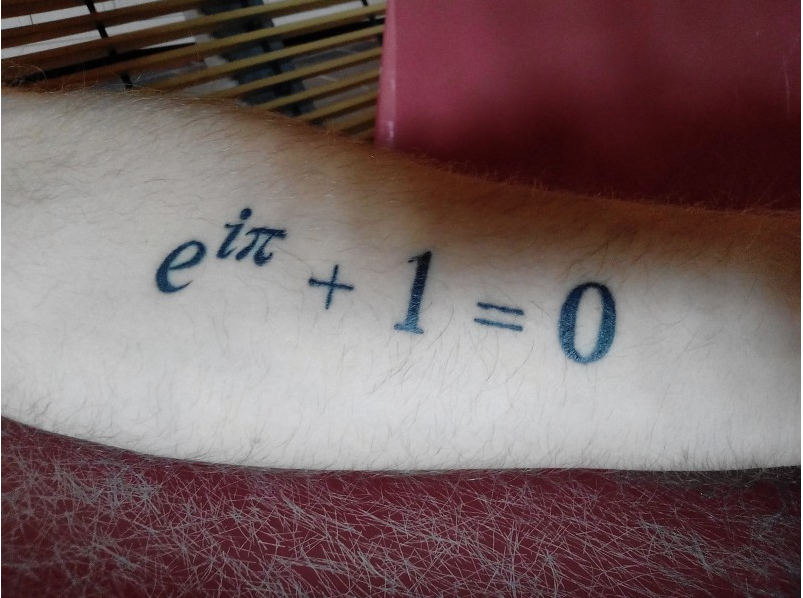 e^{iπ} + 1 = 0